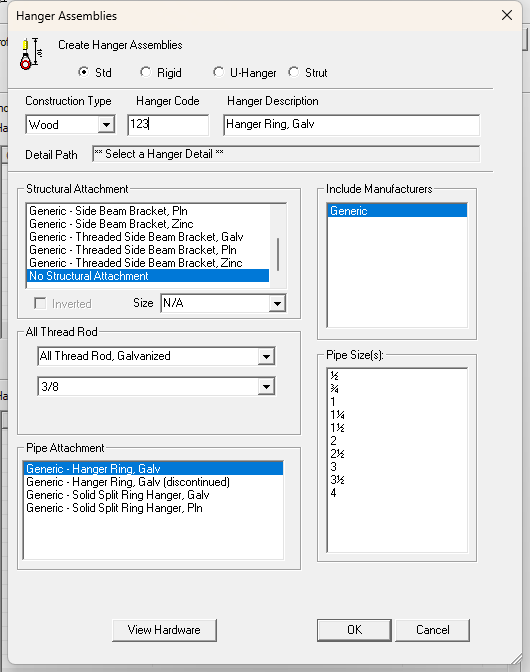 Hanger Assemblies
Create Hanger Assemblies
Std Rigid U-Hanger Strut
Construction Type Hanger Code Hanger Description
Wood 123 Hanger Ring, Galv
Detail Path ** Select a Hanger Detail **
Structural Attachment
Generic - Side Beam Bracket, Pln
Generic - Side Beam Bracket, Zinc
Generic - Threaded Side Beam Bracket, Galv
Generic - Threaded Side Beam Bracket, Pln
Generic - Threaded Side Beam Bracket, Zinc
No Structural Attachment
Inverted Size N/A
Include Manufacturers
Generic
All Thread Rod
All Thread Rod, Galvanized
3/8
Pipe Size(s):
½
¾
1
1¼
1½
2
2½
3
3½
4
Pipe Attachment
Generic - Hanger Ring, Galv
Generic - Hanger Ring, Galv (discontinued)
Generic - Solid Split Ring Hanger, Galv
Generic - Solid Split Ring Hanger, Pln
View Hardware OK Cancel